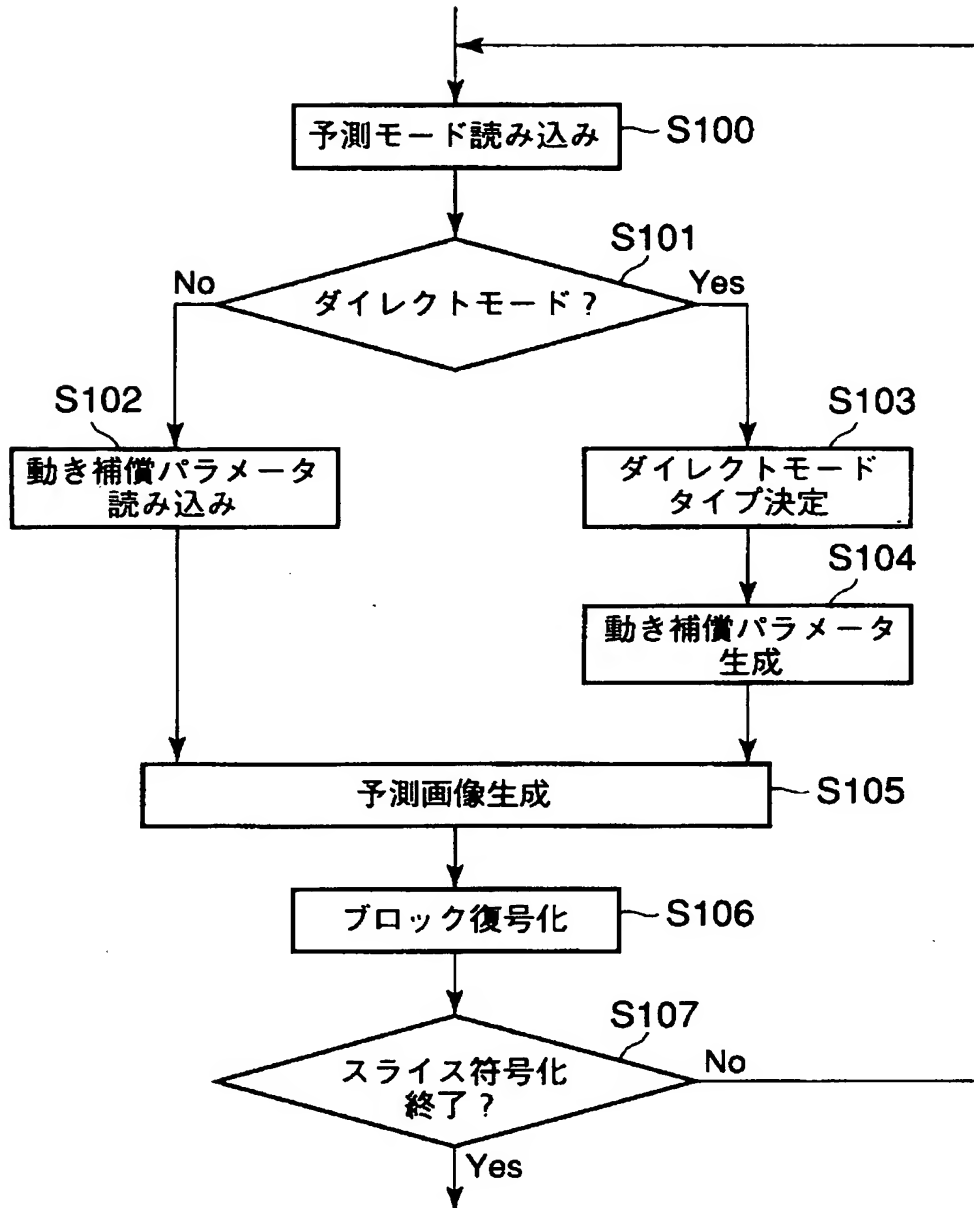 予測モード読み込み
S100
S101
No
Yes
ダイレクトモード?
S102
S103
動き補償パラメータ
読み込み
ダイレクトモード
タイプ決定
S104
動き補償パラメータ
生成
予測画像生成
S105
ブロック復号化
S106
S107
No
スライス符号化
終了?
Yes